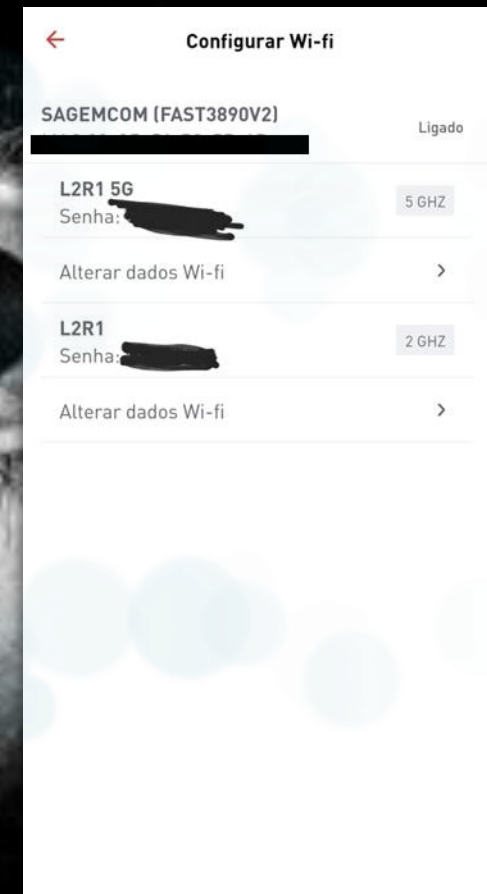 Configurar Wi-fi
SAGEMCOM (FAST3890V2)
Ligado
L2R1 5G
5 GHZ
Senha:
Alterar dados Wi-fi
L2R1
2 GHZ
Senha:
Alterar dados Wi-fi